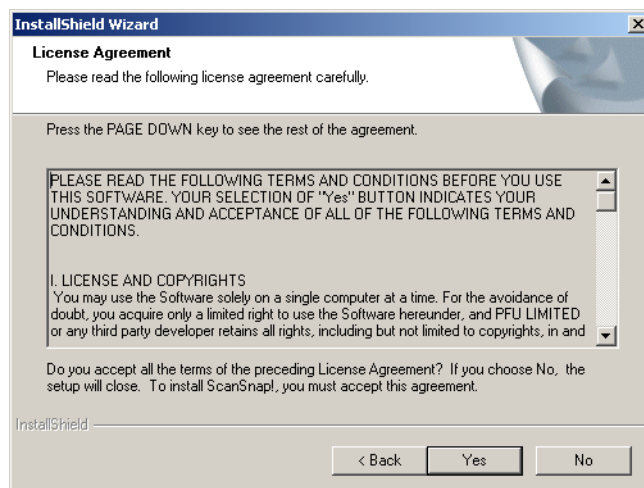 InstallShield Wizard
License Agreement
Please read the following license agreement carefully.
Press the PAGE DOWN key to see the rest of the agreement.
PLEASE READ THE FOLLOWING TERMS AND CONDITIONS BEFORE YOU USE
THIS SOFTWARE. YOUR SELECTION OF "Yes" BUTTON INDICATES YOUR
UNDERSTANDING AND ACCEPTANCE OF ALL OF THE FOLLOWING TERMS AND
CONDITIONS.
I. LICENSE AND COPYRIGHTS
You may use the Software solely on a single computer at a time. For the avoidance of
doubt, you acquire only a limited right to use the Software hereunder, and PFU LIMITED
or any third party developer retains all rights, including but not limited to copyrights, in and
Do you accept all the terms of the preceding License Agreement? If you choose No, the
setup will close. To install ScanSnap!, you must accept this agreement.
InstallShield
< Back Yes No